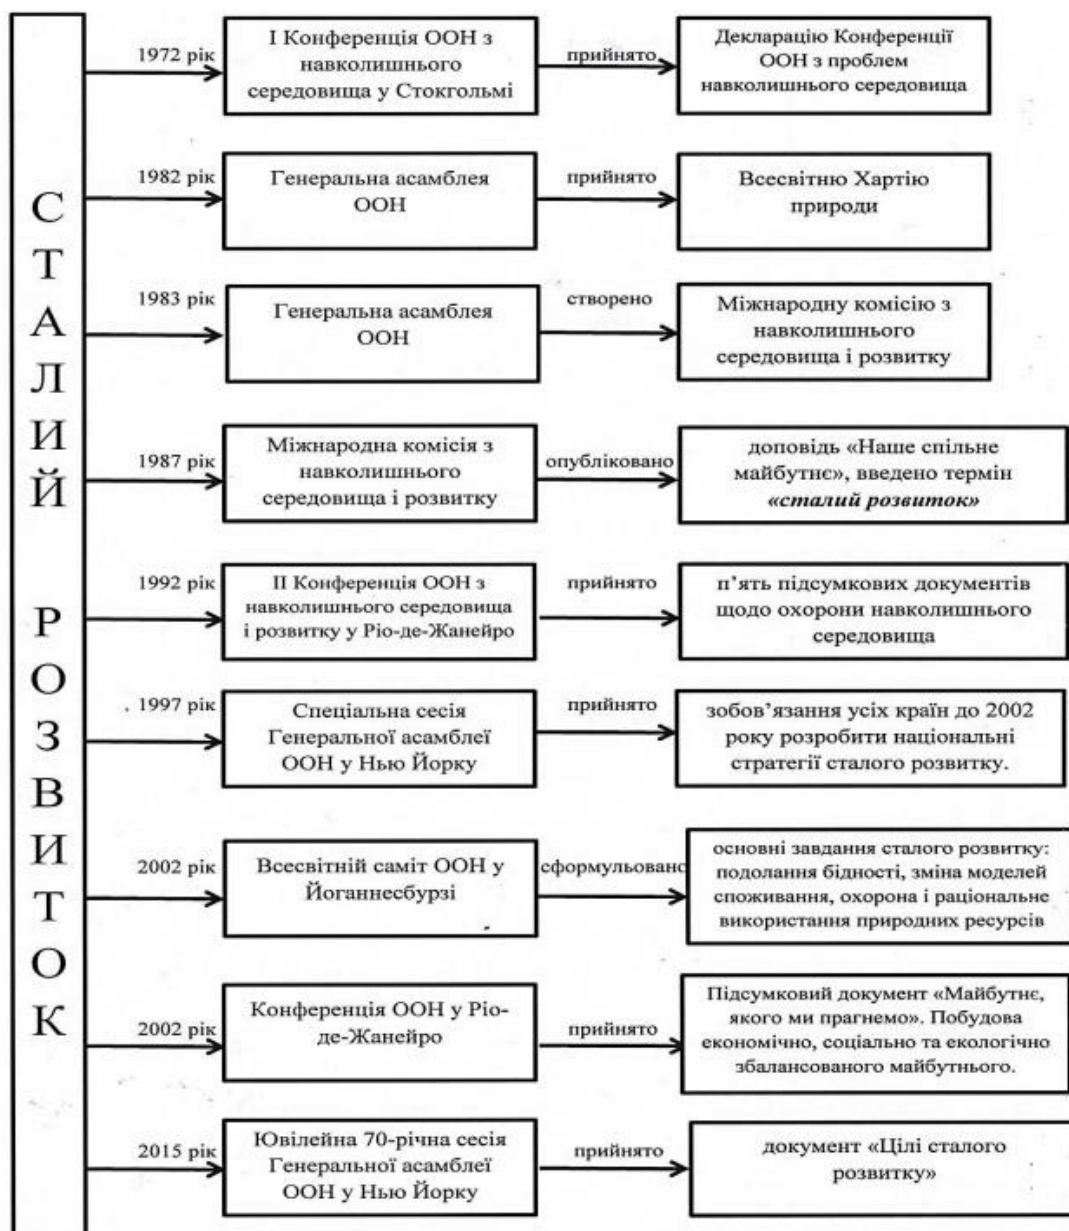 СТАЛИЙ РОЗВИТОК
1972 рік
І Конференція ООН з
навколишнього
середовища у Стокгольмі
прийнято
Декларацію Конференції
ООН з проблем
навколишнього середовища
1982 рік
Генеральна асамблея
ООН
прийнято
Всесвітню Хартію
природи
1983 рік
Генеральна асамблея
ООН
створено
Міжнародну комісію з
навколишнього
середовища і розвитку
1987 рік
Міжнародна комісія з
навколишнього
середовища і розвитку
опубліковано
доповідь «Наше спільне
майбутнє», введено термін
«сталий розвиток»
1992 рік
ІІ Конференція ООН з
навколишнього середовища
і розвитку у Ріо-де-Жанейро
прийнято
п’ять підсумкових документів
щодо охорони навколишнього
середовища
1997 рік
Спеціальна сесія
Генеральної асамблеї
ООН у Нью Йорку
прийнято
зобов’язання усіх країн до 2002
року розробити національні
стратегії сталого розвитку.
2002 рік
Всесвітній саміт ООН у
Йоганнесбурзі
сформульовано
основні завдання сталого розвитку:
подолання бідності, зміна моделей
споживання, охорона і раціональне
використання природних ресурсів
2002 рік
Конференція ООН у Ріо-
де-Жанейро
прийнято
Підсумковий документ «Майбутнє,
якого ми прагнемо». Побудова
економічно, соціально та екологічно
збалансованого майбутнього.
2015 рік
Ювілейна 70-річна сесія
Генеральної асамблеї
ООН у Нью Йорку
прийнято
документ «Цілі сталого
розвитку»